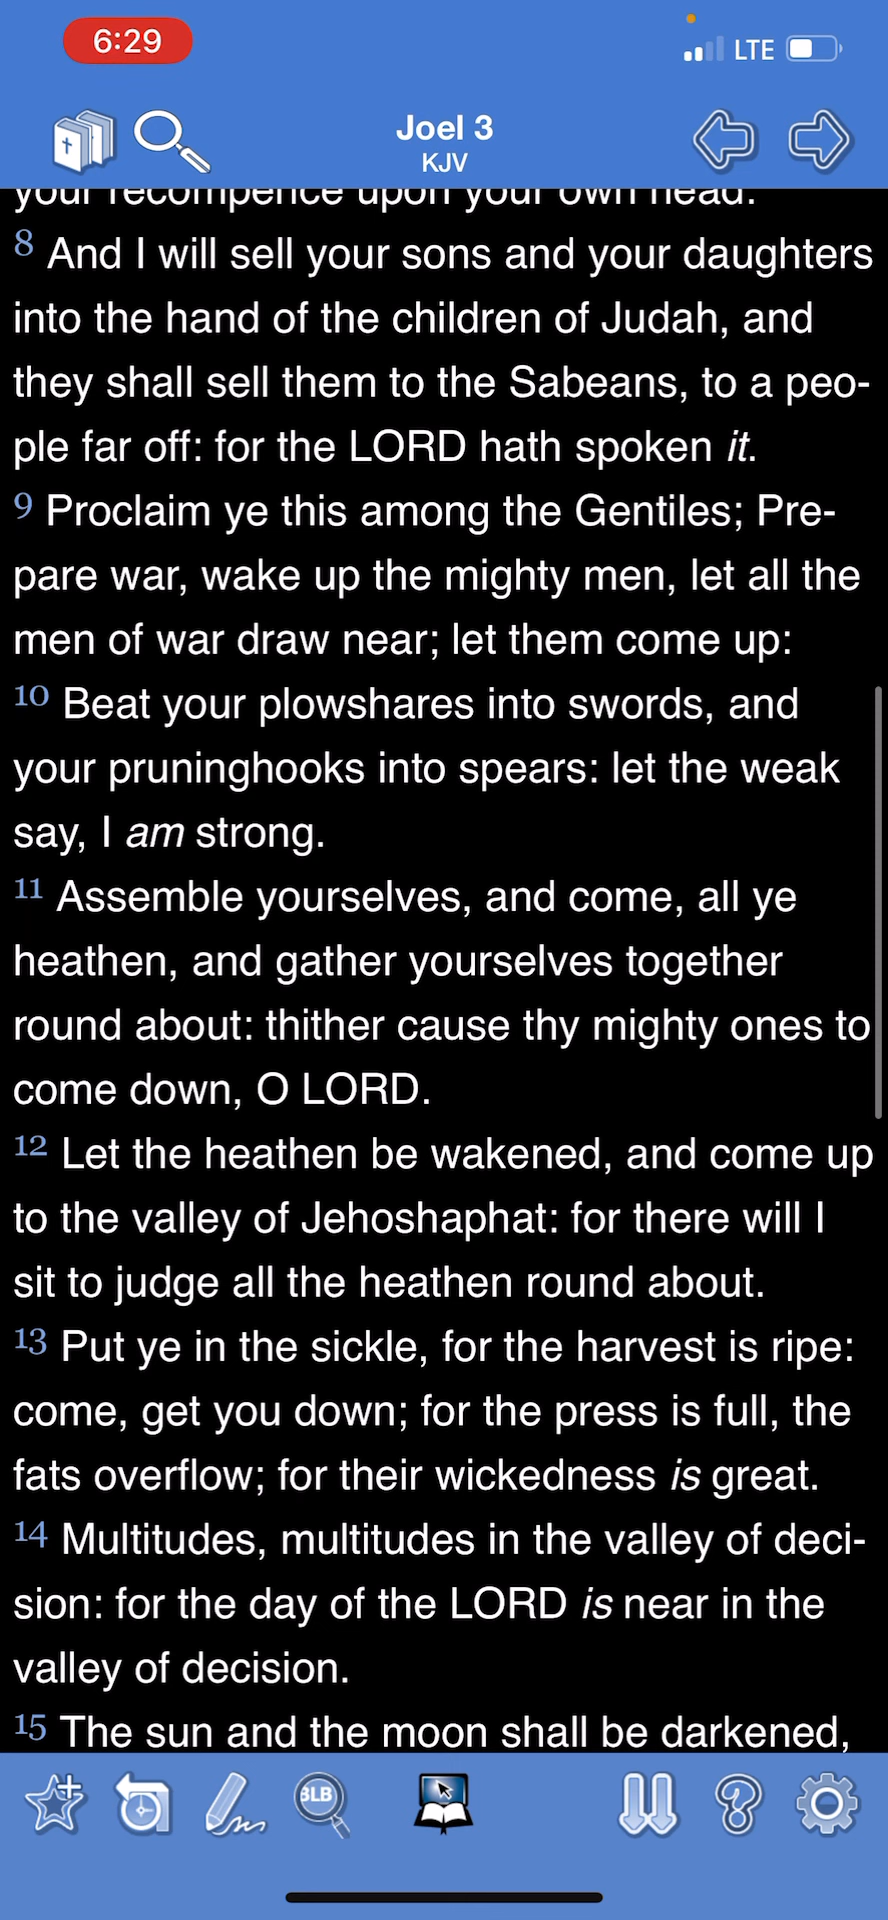 6:29
LTE
Joel 3
KJV
your recompence upon your own head:
8 And I will sell your sons and your daughters
into the hand of the children of Judah, and
they shall sell them to the Sabeans, to a peo-
ple far off: for the LORD hath spoken it.
9 Proclaim ye this among the Gentiles; Pre-
pare war, wake up the mighty men, let all the
men of war draw near; let them come up:
10 Beat your plowshares into swords, and
your pruninghooks into spears: let the weak
say, I am strong.
11 Assemble yourselves, and come, all ye
heathen, and gather yourselves together
round about: thither cause thy mighty ones to
come down, O LORD.
12 Let the heathen be wakened, and come up
to the valley of Jehoshaphat: for there will I
sit to judge all the heathen round about.
13 Put ye in the sickle, for the harvest is ripe:
come, get you down; for the press is full, the
fats overflow; for their wickedness is great.
14 Multitudes, multitudes in the valley of deci-
sion: for the day of the LORD is near in the
valley of decision.
15 The sun and the moon shall be darkened,
BLB